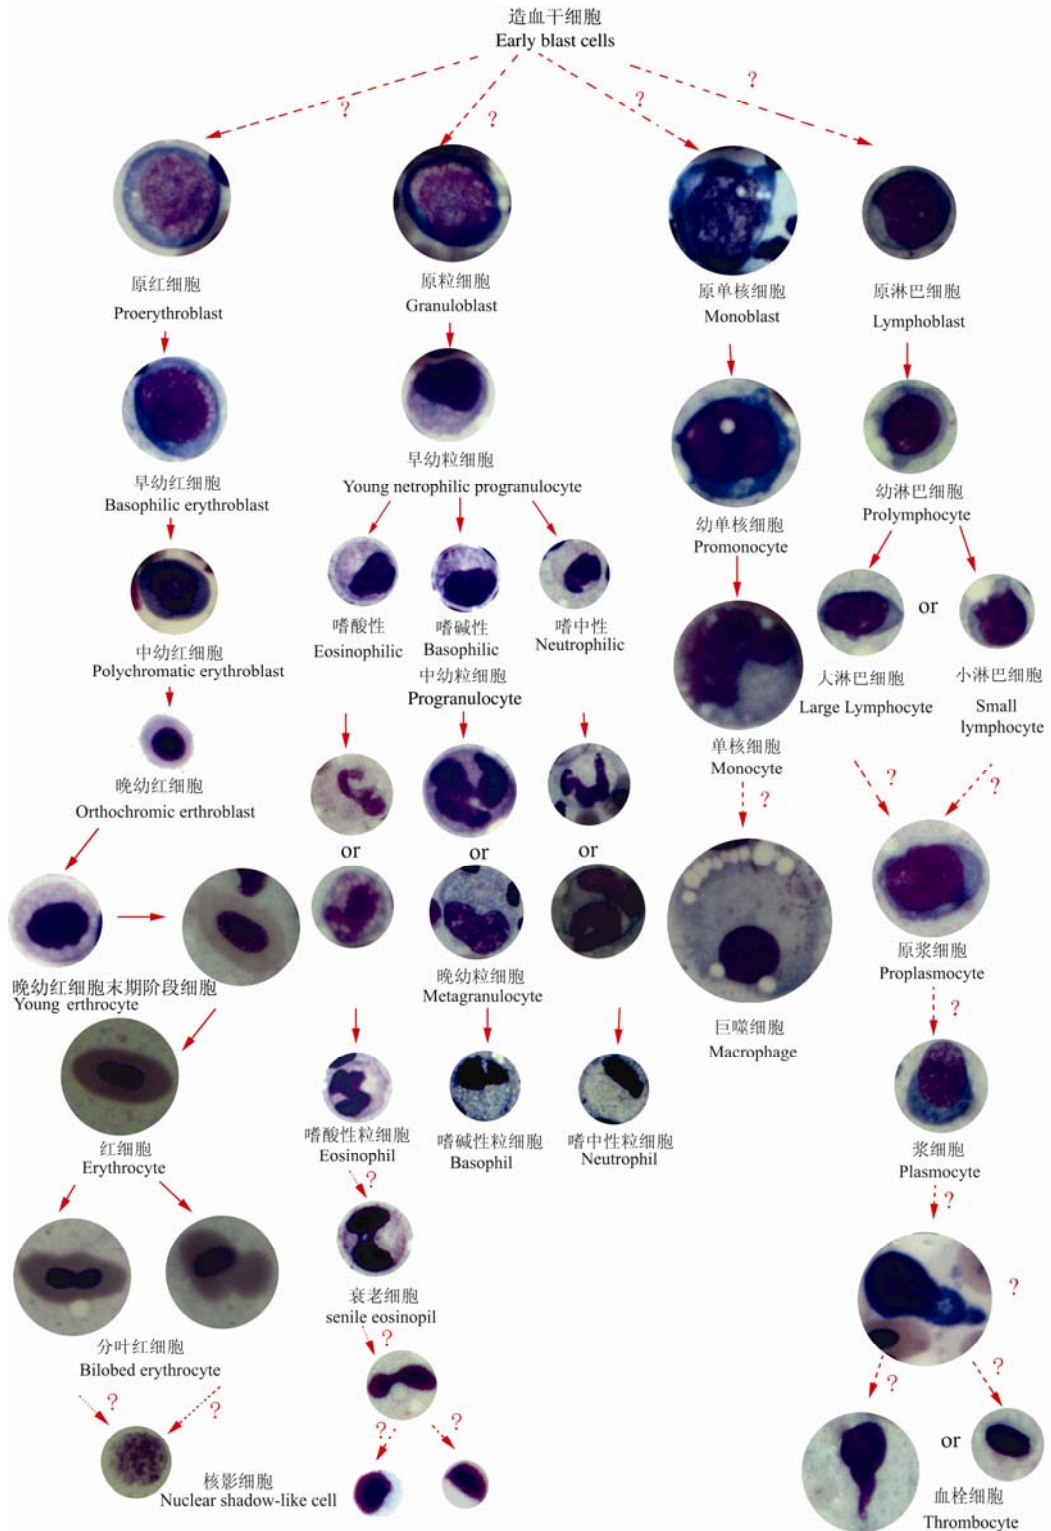 造血干细胞
Early blast cells
?
?
?
?
原红细胞
Proerythroblast
原粒细胞
Granuloblast
原单核细胞
Monoblast
原淋巴细胞
Lymphoblast
早幼红细胞
Basophilic erythroblast
早幼粒细胞
Young netrophilic progranulocyte
幼单核细胞
Promonocyte
幼淋巴细胞
Prolymphocyte
中幼红细胞
Polychromatic erythroblast
嗜酸性
Eosinophilic
嗜碱性
Basophilic
嗜中性
Neutrophilic
中幼粒细胞
Progranulocyte
or
大淋巴细胞
Large Lymphocyte
小淋巴细胞
Small
lymphocyte
单核细胞
Monocyte
晚幼红细胞
Orthochromic erthroblast
?
?
?
or
or
or
晚幼红细胞末期阶段细胞
Young erthrocyte
晚幼粒细胞
Metagranulocyte
原浆细胞
Proplasmocyte
?
巨噬细胞
Macrophage
红细胞
Erythrocyte
嗜酸性粒细胞
Eosinophil
嗜碱性粒细胞
Basophil
嗜中性粒细胞
Neutrophil
浆细胞
Plasmocyte
?
?
?
衰老细胞
senile eosinopil
?
分叶红细胞
Bilobed erythrocyte
?
?
?
?
?
?
核影细胞
Nuclear shadow-like cell
or
血栓细胞
Thrombocyte